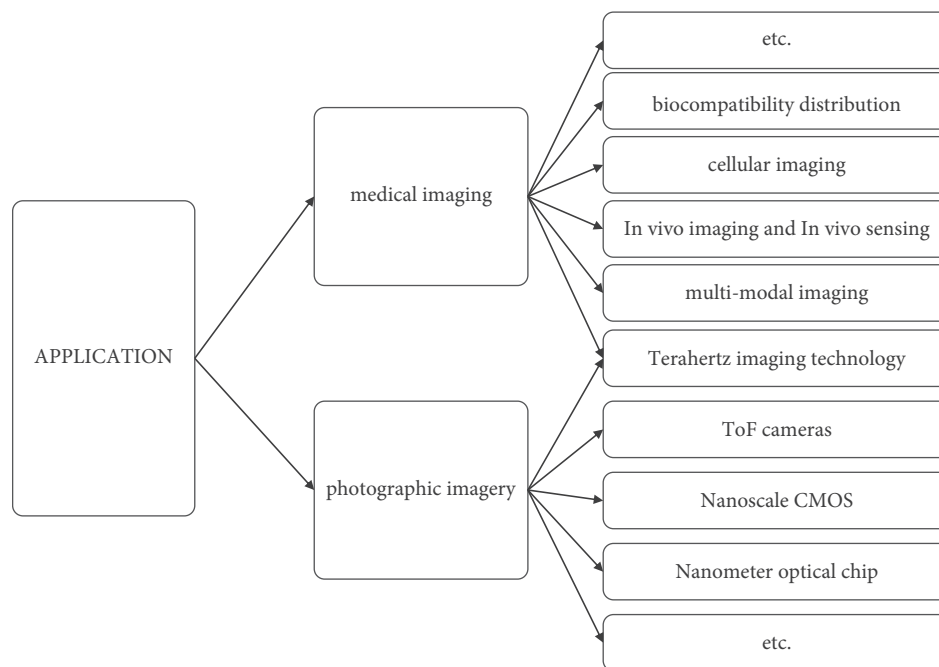 APPLICATION
medical imaging
photographic imagery
etc.
biocompatibility distribution
cellular imaging
In vivo imaging and In vivo sensing
multi-modal imaging
Terahertz imaging technology
ToF cameras
Nanoscale CMOS
Nanometer optical chip
etc.